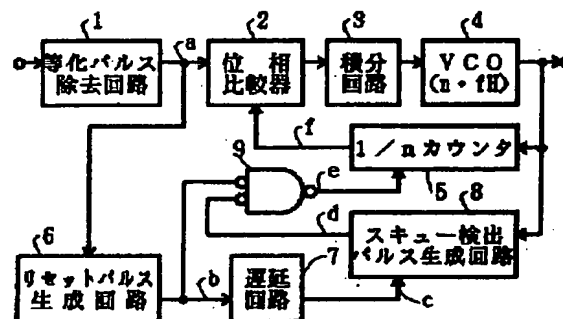 1
等化パルス
除去回路
a
2
位相
比較器
3
積分
回路
4
VCO
(n・fH)
f
1/nカウンタ
5
9
e
d
8
スキュー検出
パルス生成回路
6
リセットパルス
生成回路
b
遅延
回路
7
c